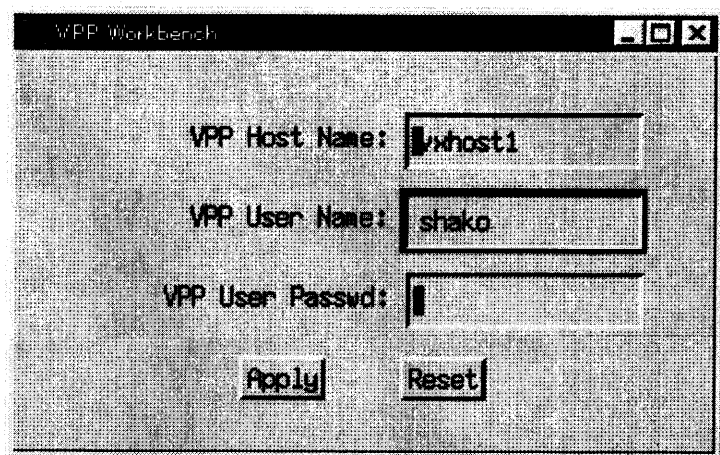 VPP Workbench
VPP Host Name: vxhost1
VPP User Name: shako
VPP User Passwd:
Apply Reset